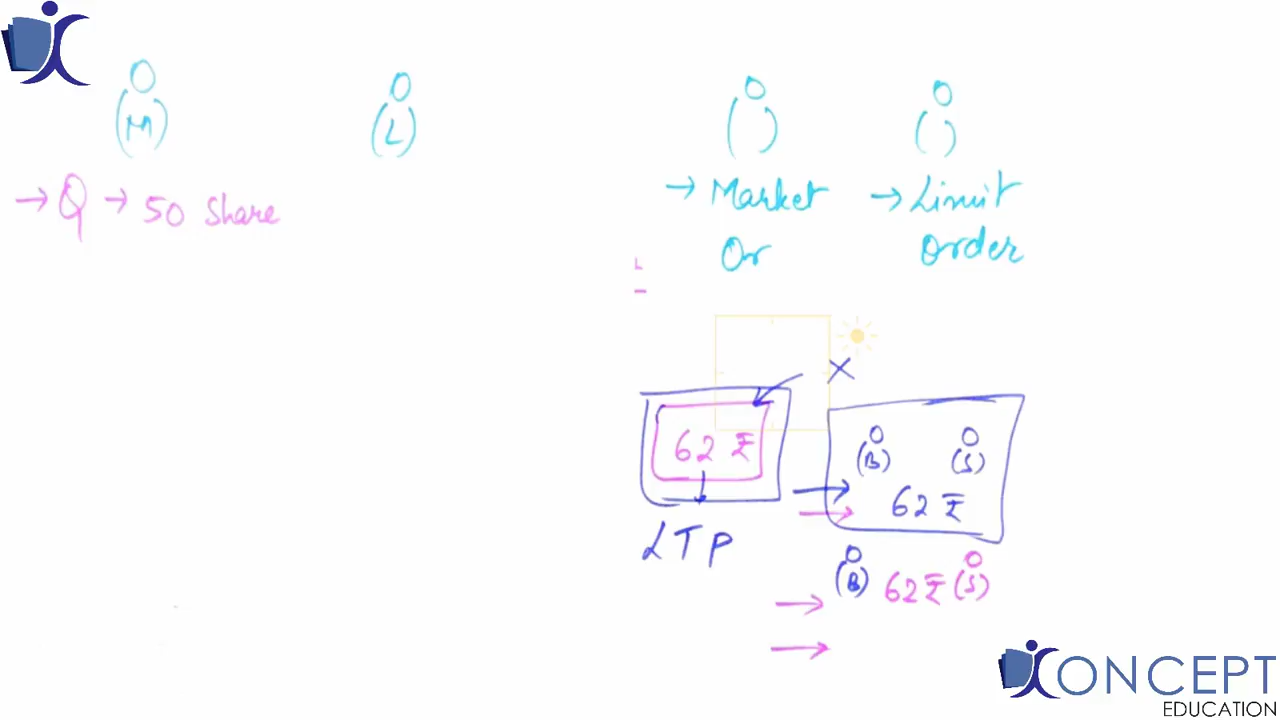 M
L
→ Market
Or
→ Limit
order
→ Q → 50 Share
X
62 ₹
LTP
B S
62 ₹
B 62 ₹ S
CONCEPT
EDUCATION